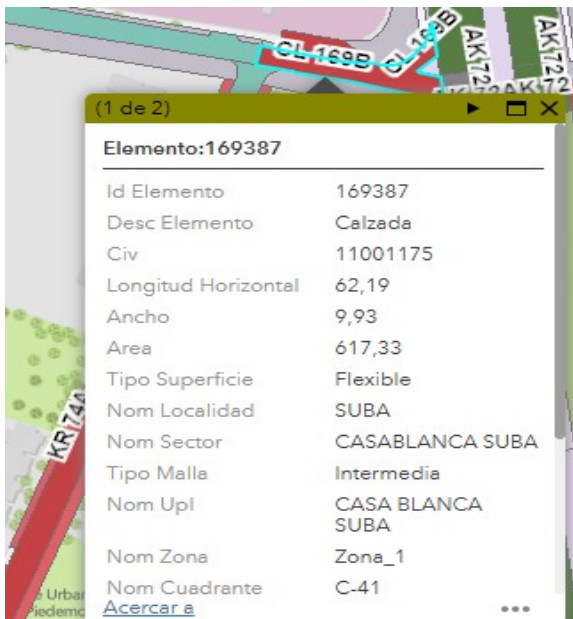 CL 169B
CL 169B
AK 72
AK 72
AK 72
(1 de 2)
Elemento:169387
Id Elemento 169387
Desc Elemento Calzada
Civ 11001175
Longitud Horizontal 62,19
Ancho 9,93
Area 617,33
Tipo Superficie Flexible
Nom Localidad SUBA
Nom Sector CASABLANCA SUBA
Tipo Malla Intermedia
Nom Upl CASA BLANCA
SUBA
Nom Zona Zona_1
Nom Cuadrante C-41
Acercar a
KR 74A